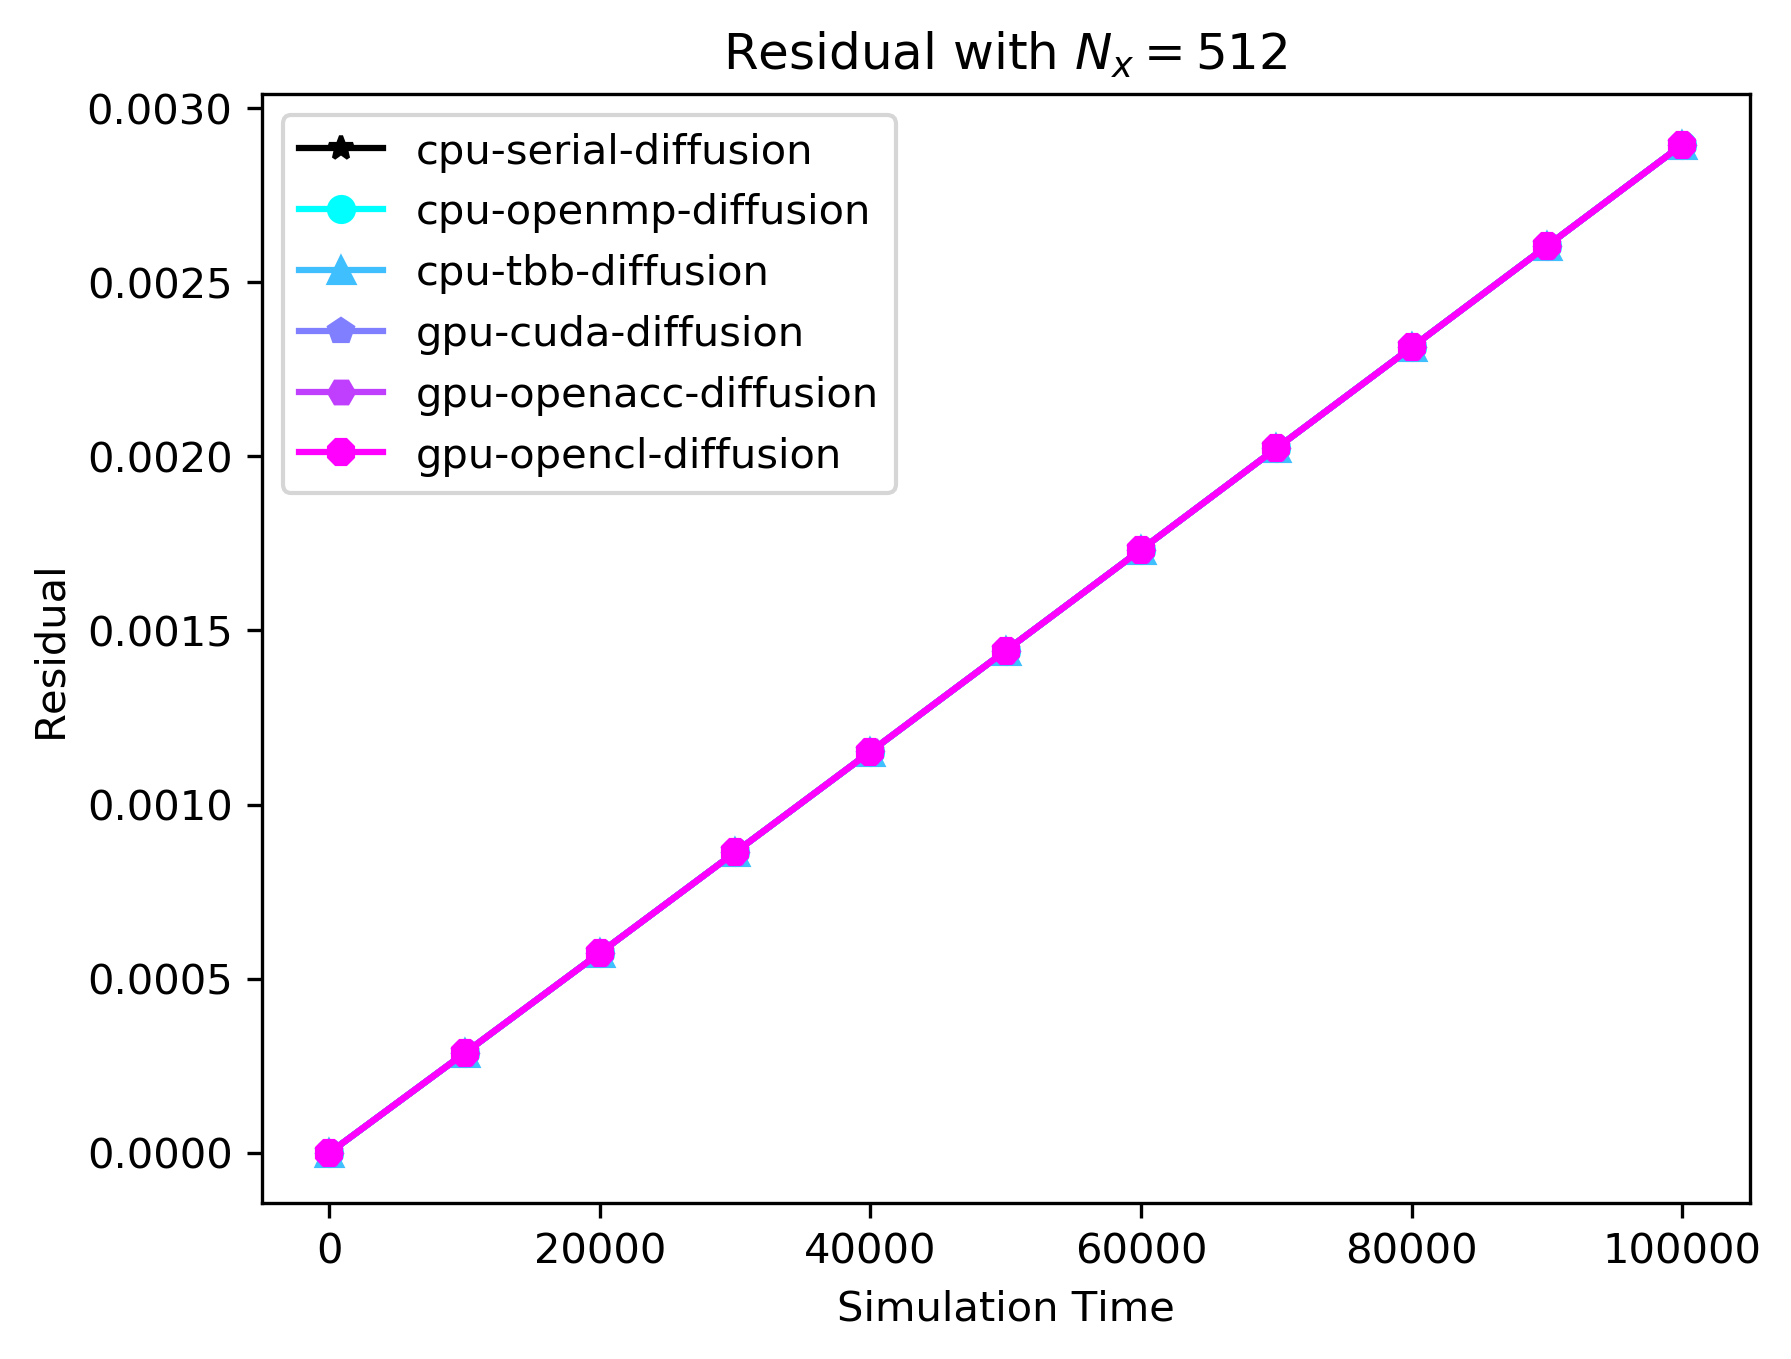 Residual with Nₓ = 512
0.0030
0.0025
0.0020
0.0015
0.0010
0.0005
0.0000
Residual
cpu-serial-diffusion
cpu-openmp-diffusion
cpu-tbb-diffusion
gpu-cuda-diffusion
gpu-openacc-diffusion
gpu-opencl-diffusion
0 20000 40000 60000 80000 100000
Simulation Time